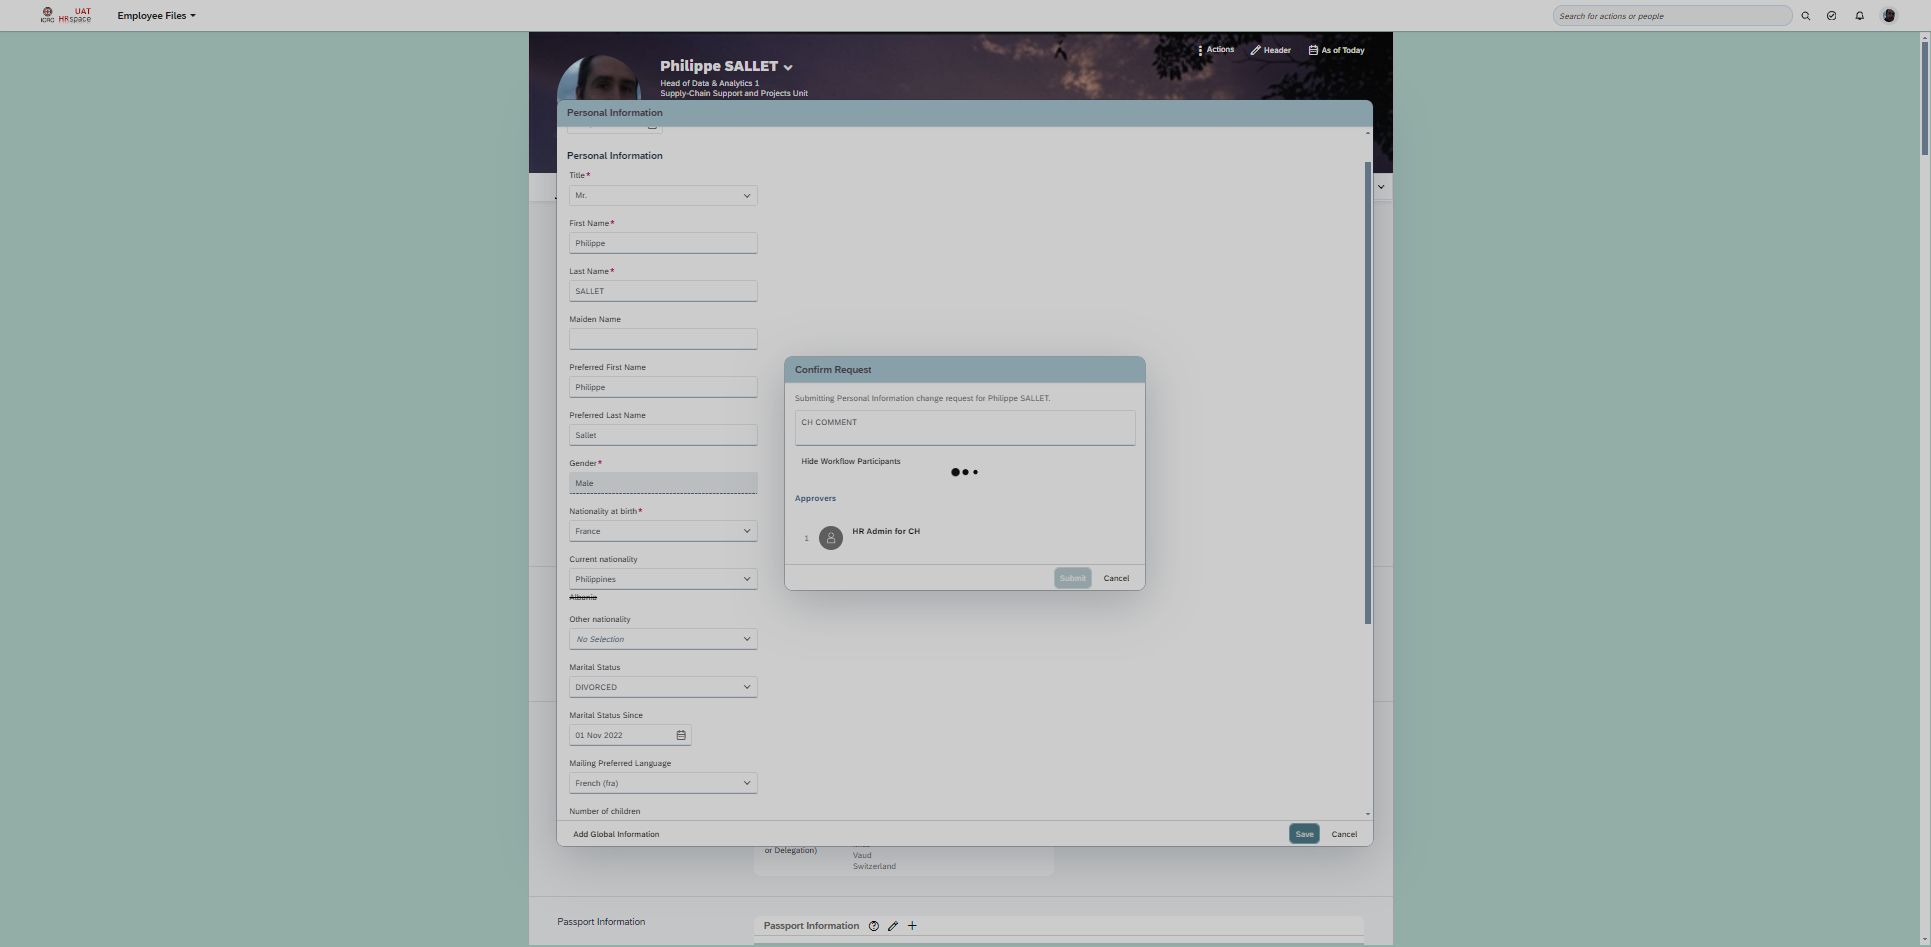 ICRC
UAT
HRspace
Employee Files
Search for actions or people
Philippe SALLET
Head of Data & Analytics 1
Supply-Chain Support and Projects Unit
Actions
Header
As of Today
Personal Information
Personal Information
Title*
Mr.
First Name*
Philippe
Last Name*
SALLET
Maiden Name
Preferred First Name
Philippe
Preferred Last Name
Sallet
Gender*
Male
Nationality at birth*
France
Current nationality
Philippines
Albania
Other nationality
No Selection
Marital Status
DIVORCED
Marital Status Since
01 Nov 2022
Mailing Preferred Language
French (fra)
Number of children
Add Global Information
Save
Cancel
Confirm Request
Submitting Personal Information change request for Philippe SALLET.
CH COMMENT
Hide Workflow Participants
Approvers
1
HR Admin for CH
Submit
Cancel
or Delegation)
Vaud
Switzerland
Passport Information
Passport Information